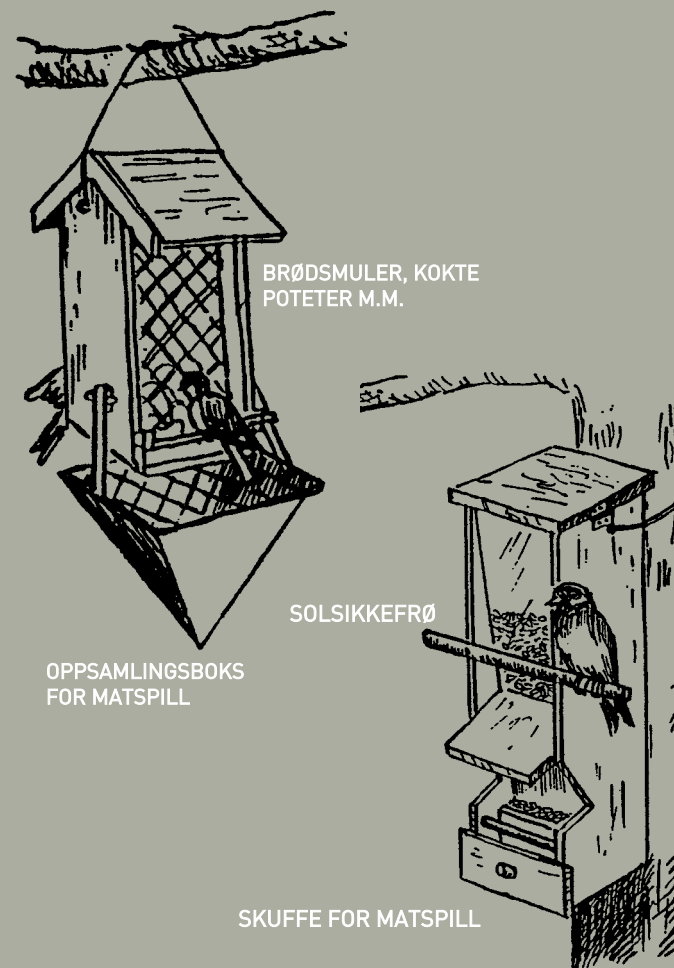 BRØDSMULER, KOKTE
POTETER M.M.
SOLSIKKEFRØ
OPPSAMLINGSBOKS
FOR MATSPILL
SKUFFE FOR MATSPILL